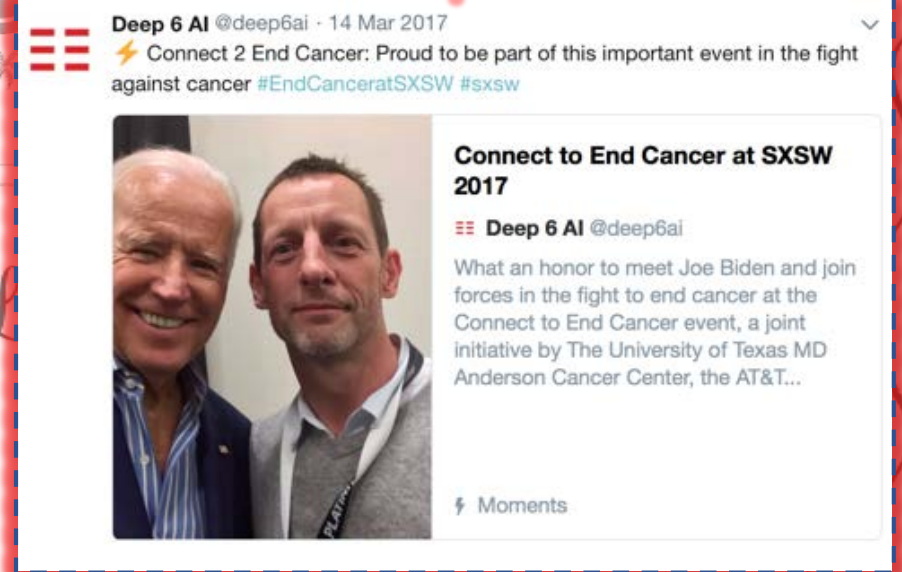 Deep 6 AI @deep6ai · 14 Mar 2017
⚡ Connect 2 End Cancer: Proud to be part of this important event in the fight
against cancer #EndCanceratSXSW #sxsw
Connect to End Cancer at SXSW
2017
Deep 6 AI @deep6ai
What an honor to meet Joe Biden and join
forces in the fight to end cancer at the
Connect to End Cancer event, a joint
initiative by The University of Texas MD
Anderson Cancer Center, the AT&T...
Moments